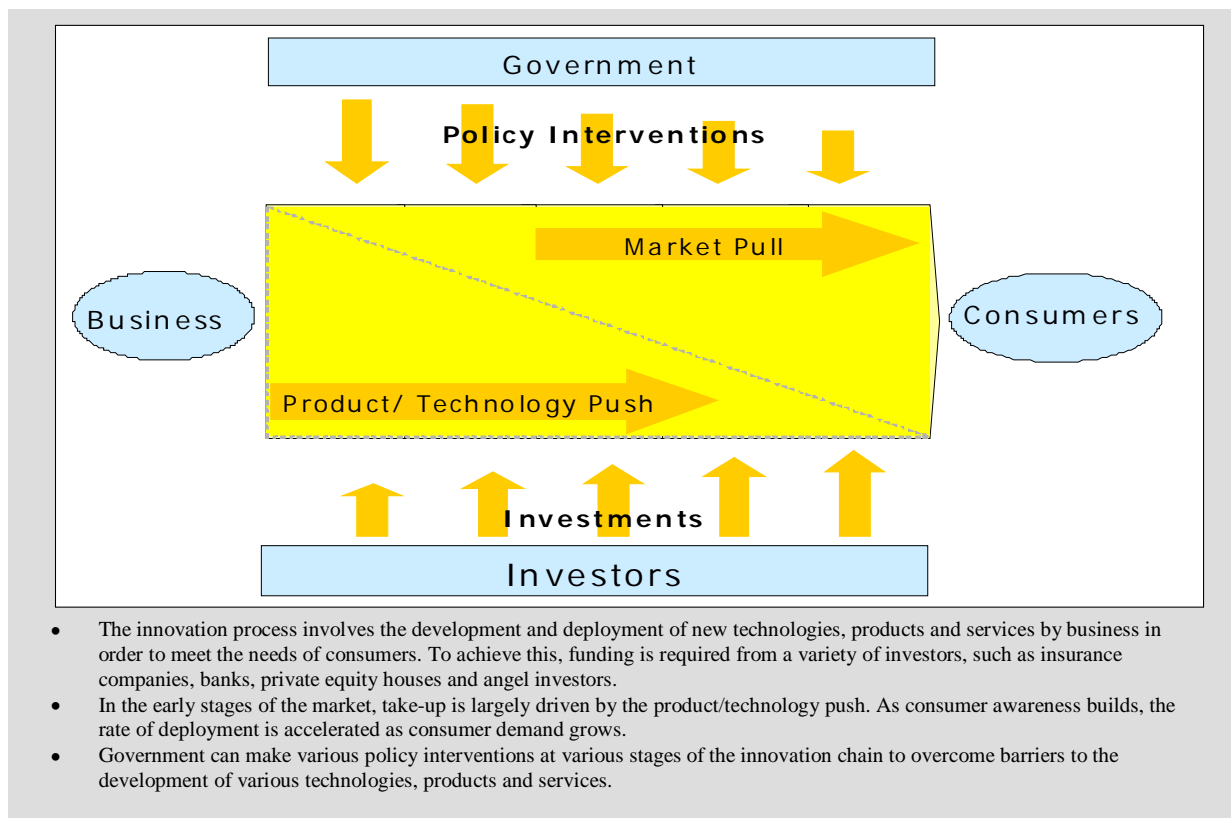 Government
Policy Interventions
Market Pull
Business
Consumers
Product/ Technology Push
Investments
Investors
• The innovation process involves the development and deployment of new technologies, products and services by business in
order to meet the needs of consumers. To achieve this, funding is required from a variety of investors, such as insurance
companies, banks, private equity houses and angel investors.
• In the early stages of the market, take-up is largely driven by the product/technology push. As consumer awareness builds, the
rate of deployment is accelerated as consumer demand grows.
• Government can make various policy interventions at various stages of the innovation chain to overcome barriers to the
development of various technologies, products and services.